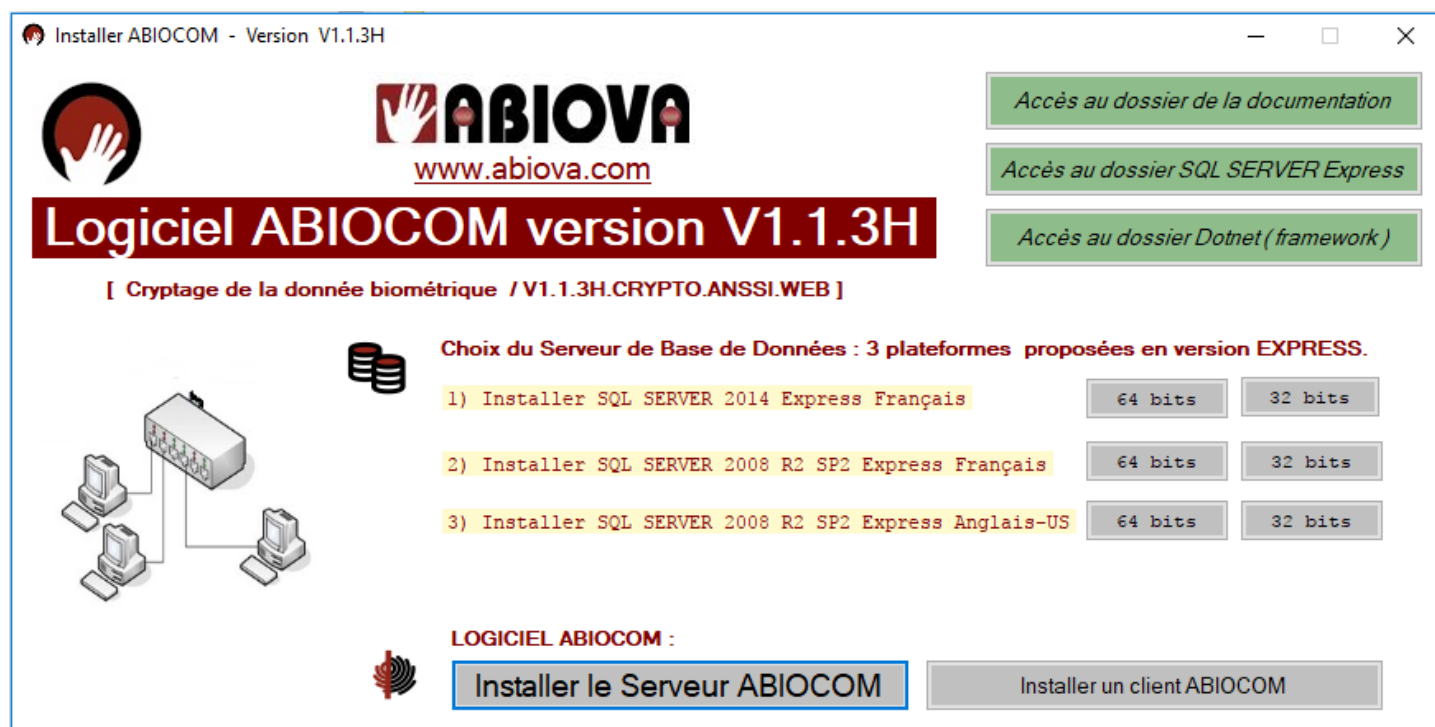 Installer ABIOCOM - Version V1.1.3H
ABIOVA
www.abiova.com
Accès au dossier de la documentation
Accès au dossier SQL SERVER Express
Accès au dossier Dotnet ( framework )
Logiciel ABIOCOM version V1.1.3H
[ Cryptage de la donnée biométrique / V1.1.3H.CRYPTO.ANSSI.WEB ]
Choix du Serveur de Base de Données : 3 plateformes proposées en version EXPRESS.
1) Installer SQL SERVER 2014 Express Français 64 bits 32 bits
2) Installer SQL SERVER 2008 R2 SP2 Express Français 64 bits 32 bits
3) Installer SQL SERVER 2008 R2 SP2 Express Anglais-US 64 bits 32 bits
LOGICIEL ABIOCOM :
Installer le Serveur ABIOCOM Installer un client ABIOCOM